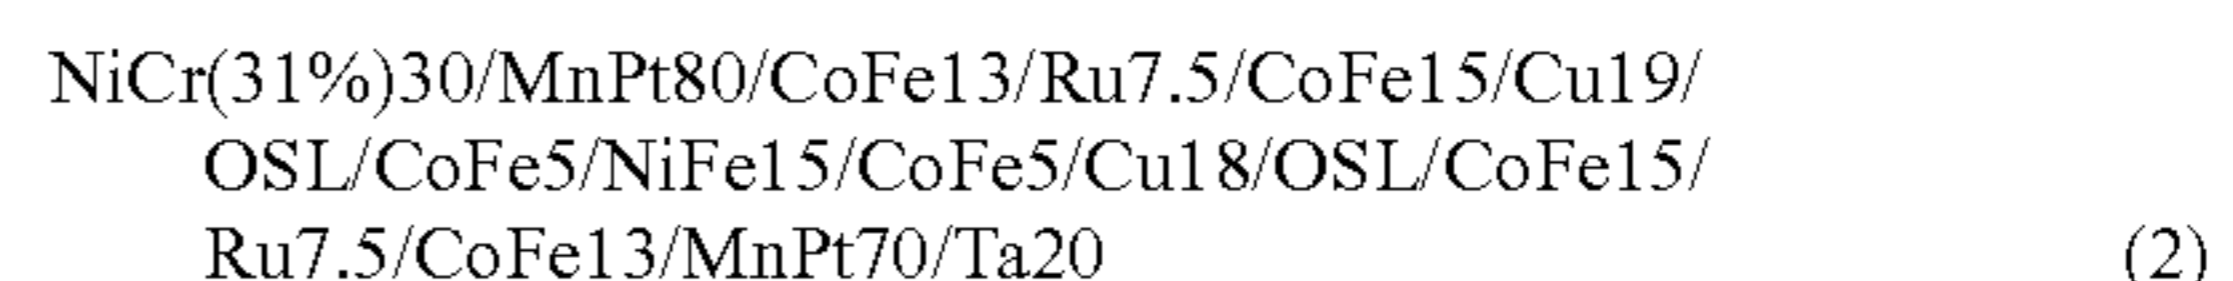 NiCr(31%)30/MnPt80/CoFe13/Ru7.5/CoFe15/Cu19/
OSL/CoFe5/NiFe15/CoFe5/Cu18/OSL/CoFe15/
Ru7.5/CoFe13/MnPt70/Ta20 (2)